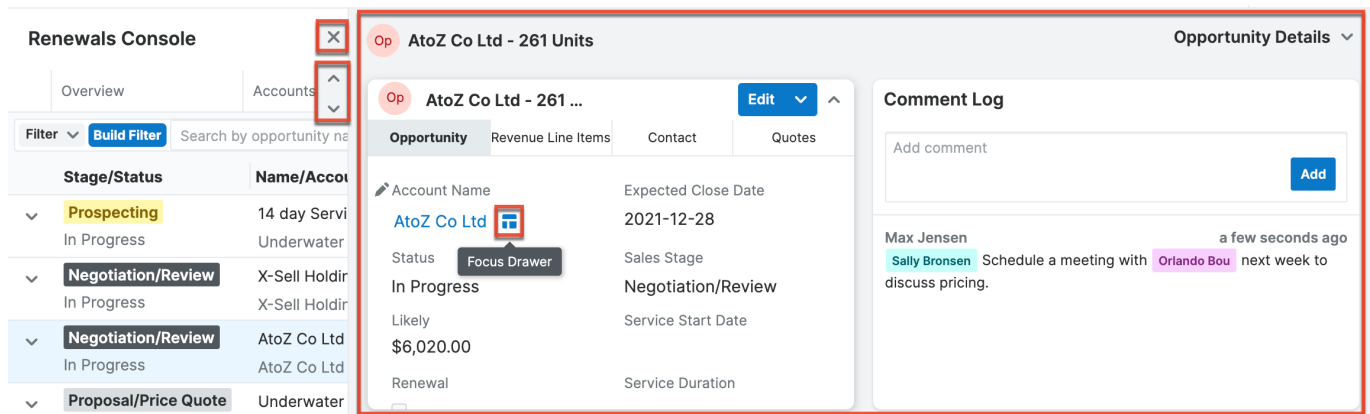 Renewals Console
Overview
Accounts
Filter
Build Filter
Search by opportunity na
Stage/Status
Name/Accou
Prospecting
14 day Servi
In Progress
Underwater
Negotiation/Review
X-Sell Holdin
In Progress
X-Sell Holdin
Negotiation/Review
AtoZ Co Ltd
In Progress
AtoZ Co Ltd
Proposal/Price Quote
Underwater
Op
AtoZ Co Ltd - 261 Units
Opportunity Details
Op
AtoZ Co Ltd - 261 ...
Edit
Opportunity
Revenue Line Items
Contact
Quotes
Account Name
Expected Close Date
AtoZ Co Ltd
2021-12-28
Focus Drawer
Status
Sales Stage
In Progress
Negotiation/Review
Likely
Service Start Date
$6,020.00
Renewal
Service Duration
Comment Log
Add comment
Add
Max Jensen
a few seconds ago
Sally Bronsen Schedule a meeting with Orlando Bou next week to
discuss pricing.